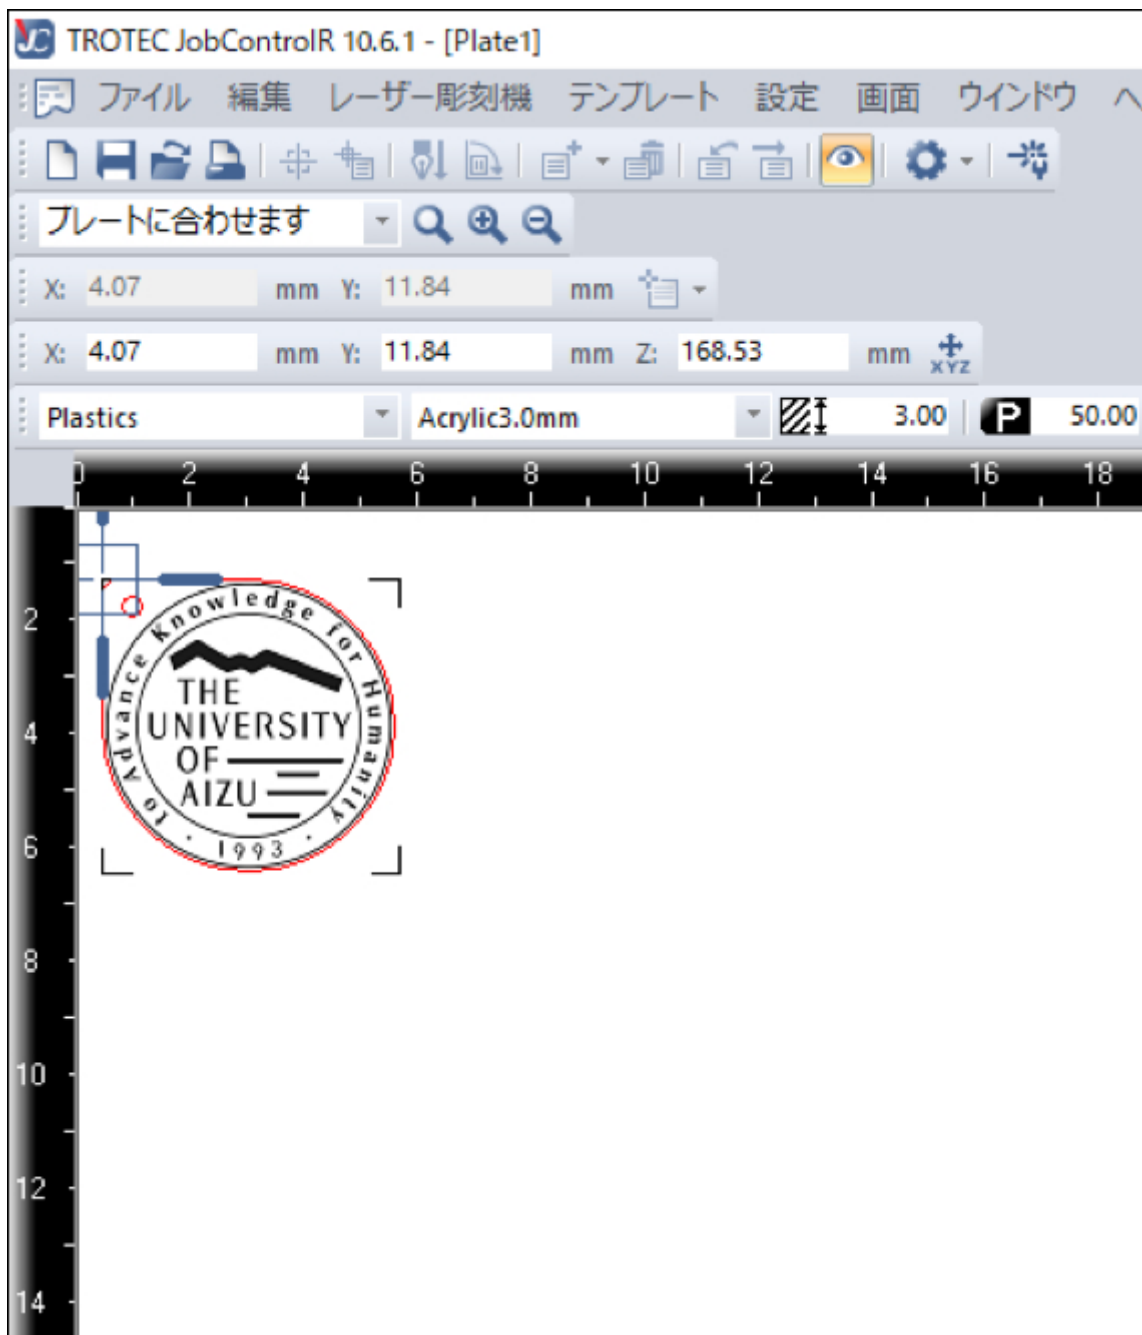 TROTEC JobControlR 10.6.1 - [Plate1]
ファイル 編集 レーザー彫刻機 テンプレート 設定 画面 ウインドウ ヘ
プレートに合わせます
X: 4.07 mm Y: 11.84 mm
X: 4.07 mm Y: 11.84 mm Z: 168.53 mm XYZ
Plastics Acrylic3.0mm 3.00 P 50.00
0 2 4 6 8 10 12 14 16 18
2
4
6
8
10
12
14
to Advance Knowledge for Humanity
THE
UNIVERSITY
OF
AIZU
· 1993 ·